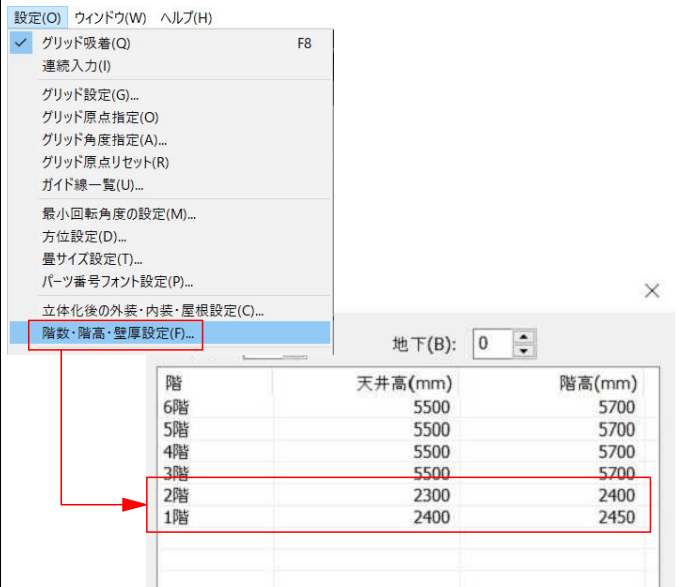 設定(O) ウィンドウ(W) ヘルプ(H)
グリッド吸着(Q) F8
連続入力(I)
グリッド設定(G)...
グリッド原点指定(O)
グリッド角度指定(A)...
グリッド原点リセット(R)
ガイド線一覧(U)...
最小回転角度の設定(M)...
方位設定(D)...
畳サイズ設定(T)...
パーツ番号フォント設定(P)...
立体化後の外装・内装・屋根設定(C)...
階数・階高・壁厚設定(F)...
地下(B): 0
階 天井高(mm) 階高(mm)
6階 5500 5700
5階 5500 5700
4階 5500 5700
3階 5500 5700
2階 2300 2400
1階 2400 2450